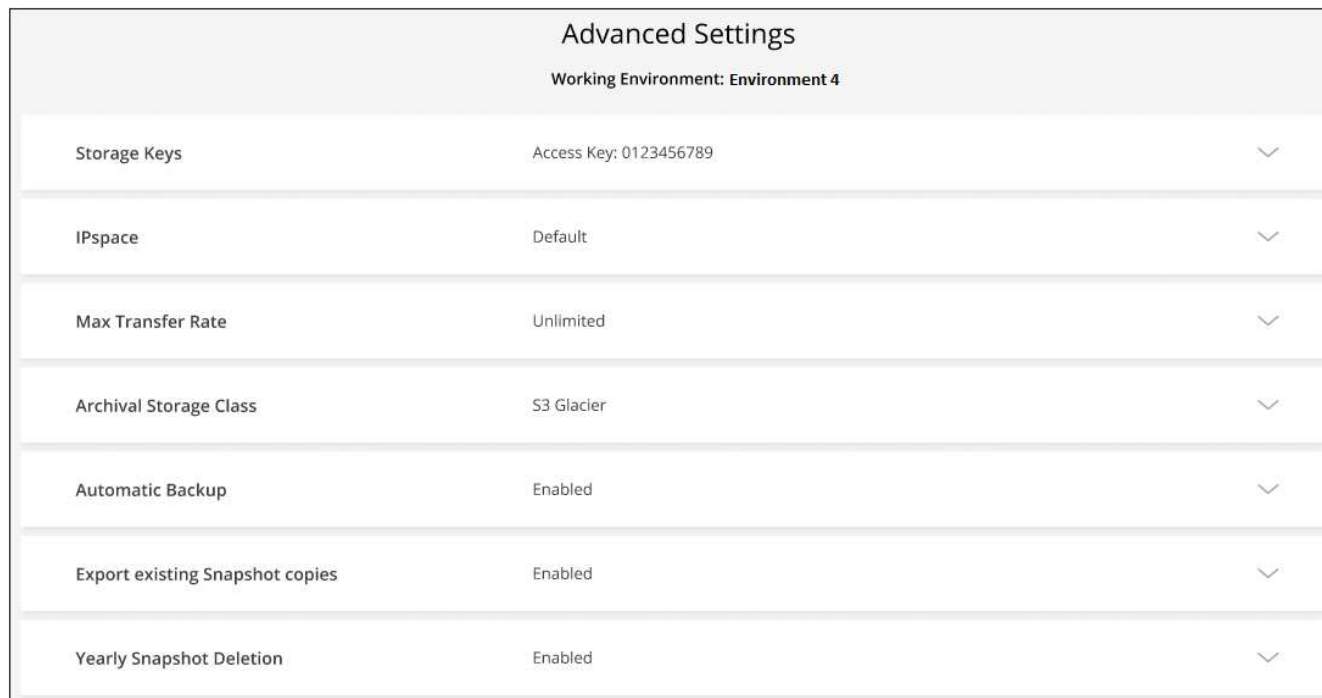 Advanced Settings
Working Environment: Environment 4
Storage Keys Access Key: 0123456789
IPspace Default
Max Transfer Rate Unlimited
Archival Storage Class S3 Glacier
Automatic Backup Enabled
Export existing Snapshot copies Enabled
Yearly Snapshot Deletion Enabled